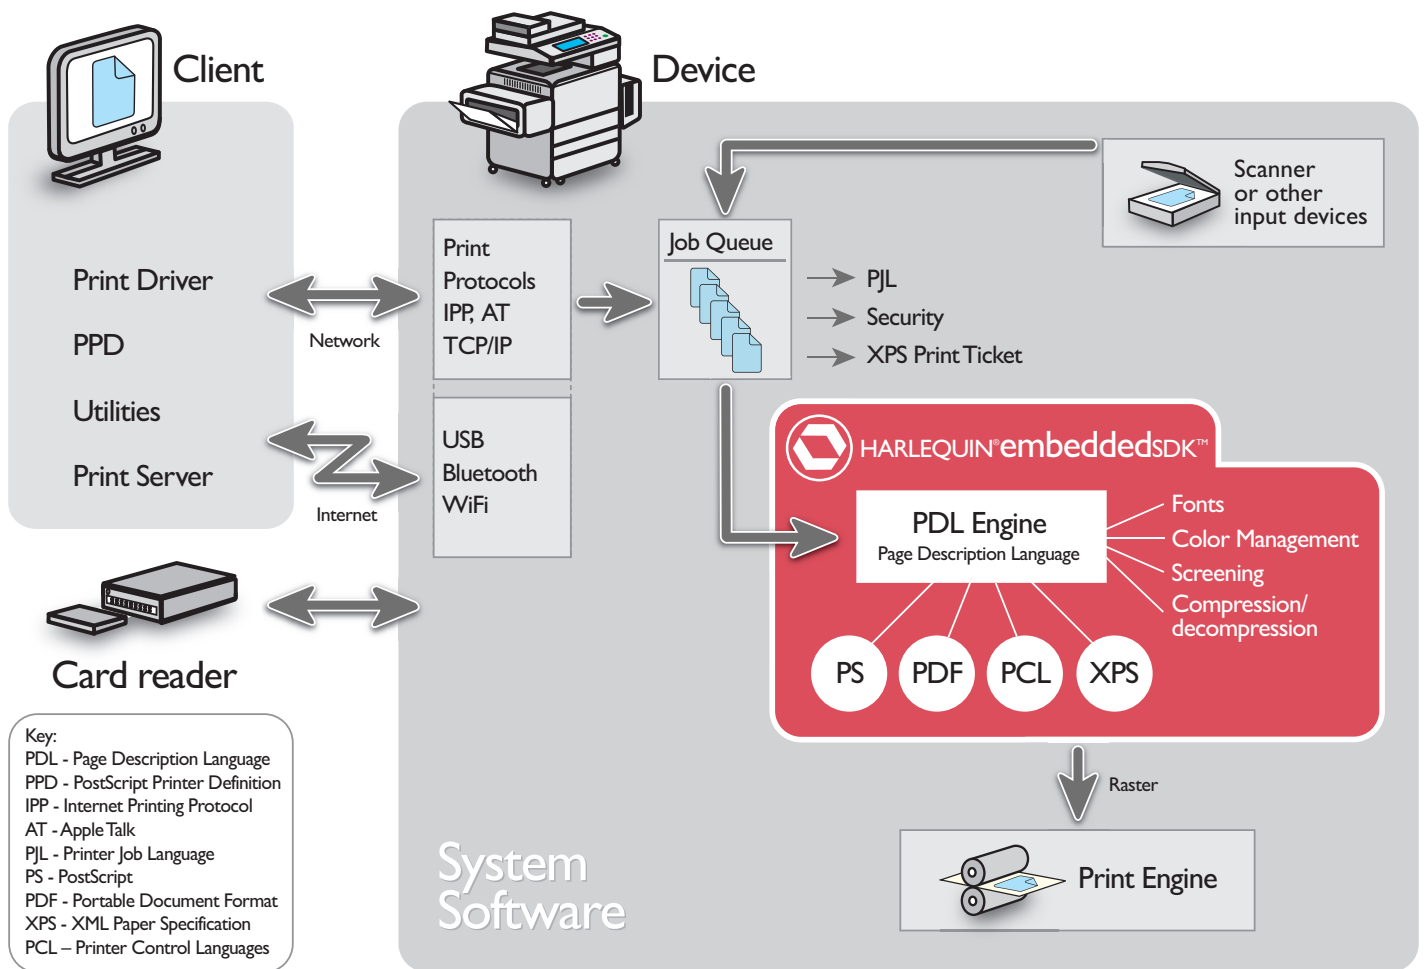 Client
Device
Print Driver
PPD
Utilities
Print Server
Network
Internet
Card reader
Print
Protocols
IPP, AT
TCP/IP
USB
Bluetooth
WiFi
Job Queue
Scanner
or other
input devices
PJL
Security
XPS Print Ticket
HARLEQUIN® embeddedSDK™
PDL Engine
Page Description Language
Fonts
Color Management
Screening
Compression/
decompression
PS
PDF
PCL
XPS
Raster
Print Engine
System
Software
Key:
PDL - Page Description Language
PPD - PostScript Printer Definition
IPP - Internet Printing Protocol
AT - Apple Talk
PJL - Printer Job Language
PS - PostScript
PDF - Portable Document Format
XPS - XML Paper Specification
PCL – Printer Control Languages